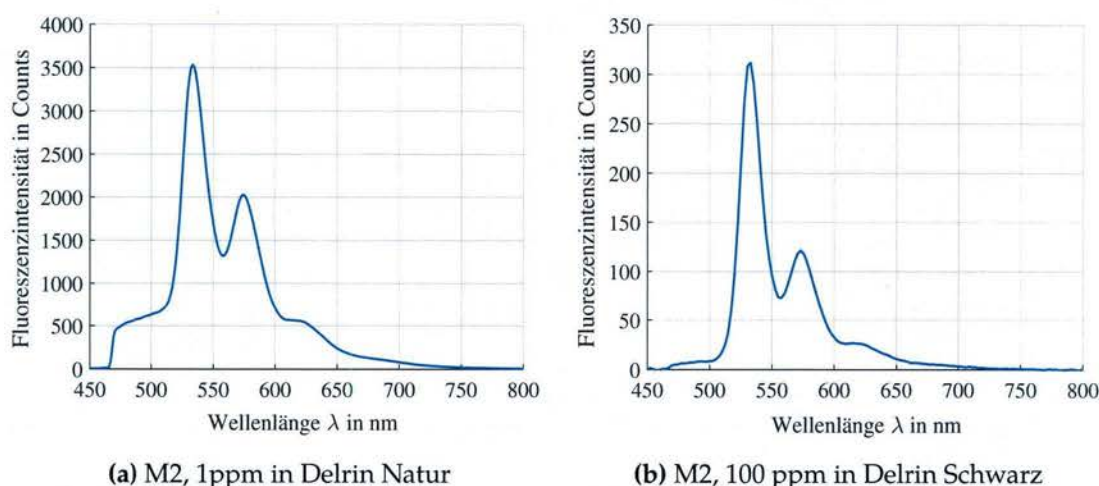 Fluoreszenzintensität in Counts
4000
3500
3000
2500
2000
1500
1000
500
0
450 500 550 600 650 700 750 800
Wellenlänge λ in nm
(a) M2, 1ppm in Delrin Natur
Fluoreszenzintensität in Counts
350
300
250
200
150
100
50
0
450 500 550 600 650 700 750 800
Wellenlänge λ in nm
(b) M2, 100 ppm in Delrin Schwarz